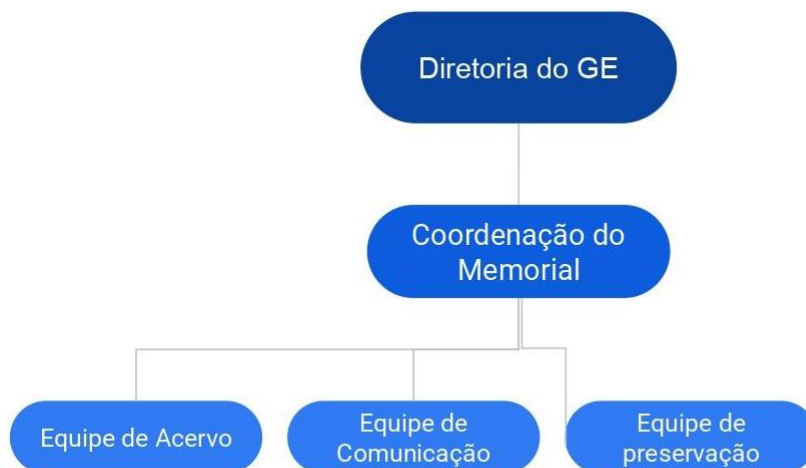 Diretoria do GE
Coordenação do
Memorial
Equipe de Acervo
Equipe de
Comunicação
Equipe de
preservação